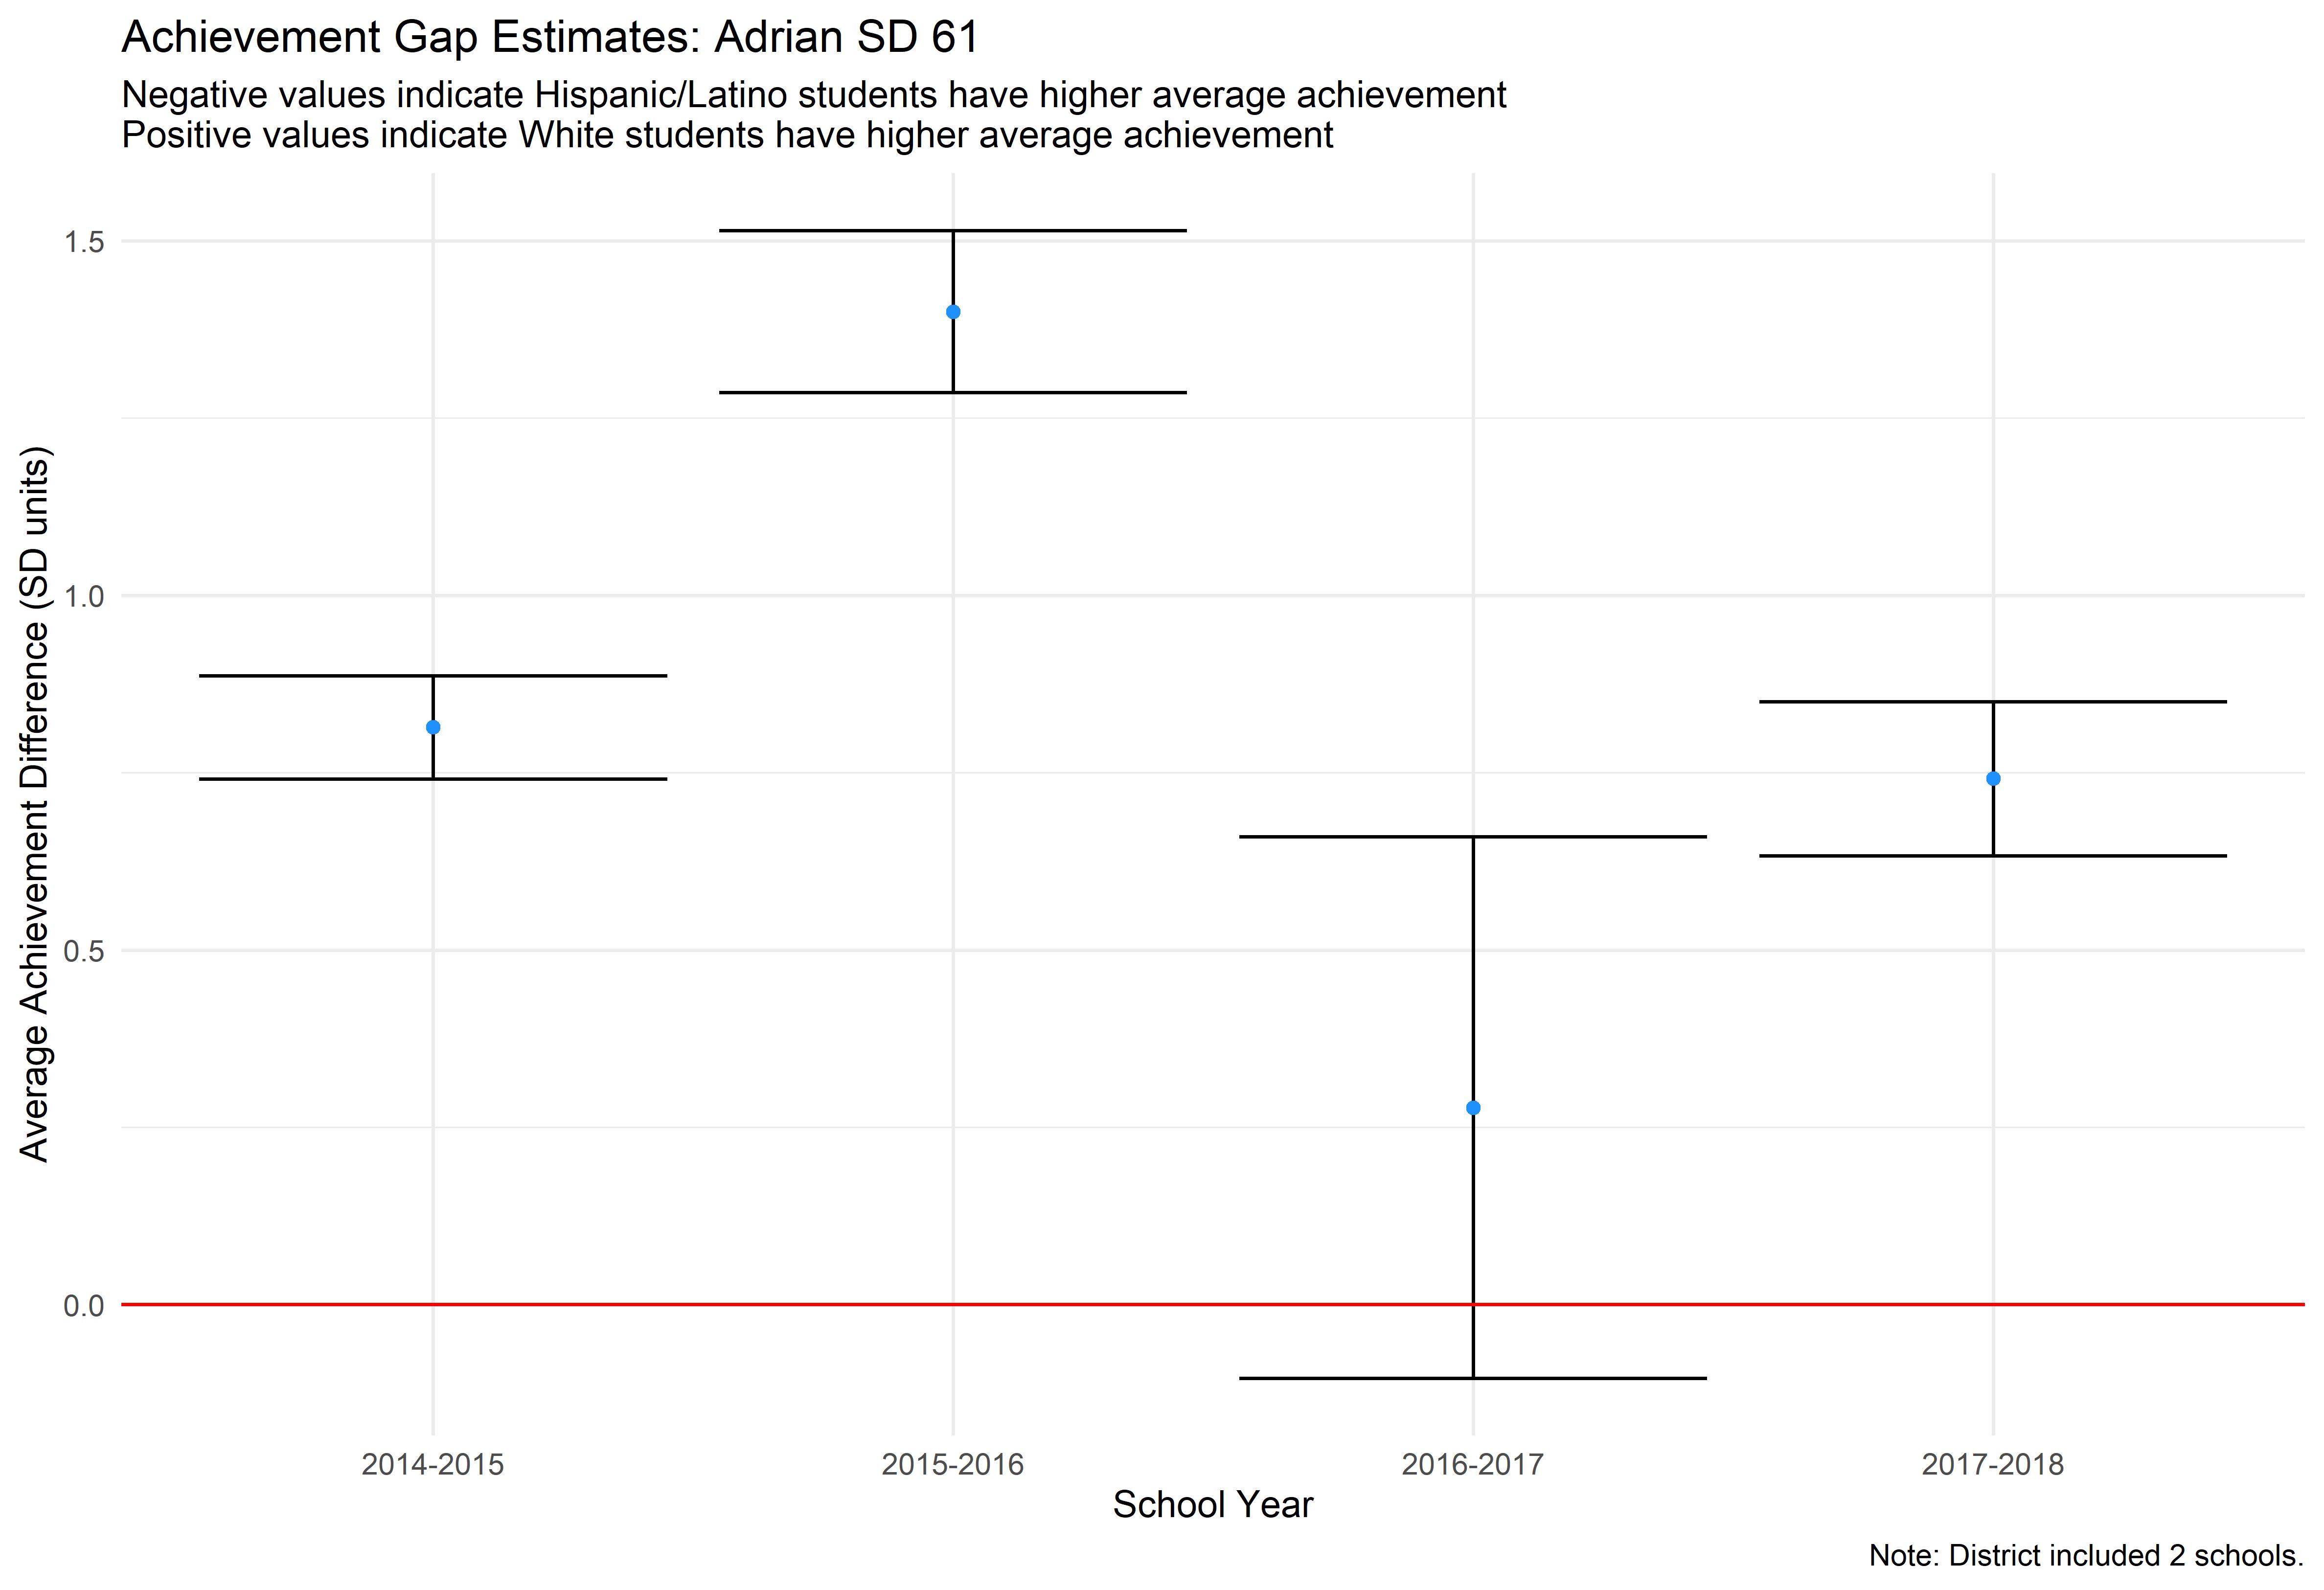 Achievement Gap Estimates: Adrian SD 61
Negative values indicate Hispanic/Latino students have higher average achievement
Positive values indicate White students have higher average achievement
Average Achievement Difference (SD units)
1.5
1.0
0.5
0.0
2014-2015
2015-2016
2016-2017
2017-2018
School Year
Note: District included 2 schools.